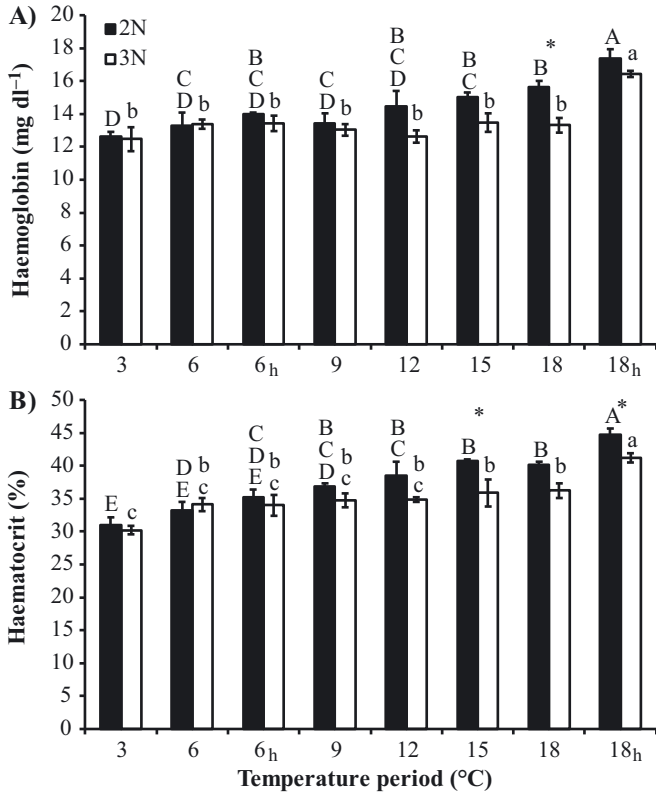 A)
Haemoglobin (mg dl⁻¹)
20
18
16
14
12
10
8
6
4
2
0
2N
3N
D b
C
D b
B
C
D b
C
D b
B
C
D b
B
C b
* B b
A a
3 6 6h 9 12 15 18 18h
B)
Haematocrit (%)
50
45
40
35
30
25
20
15
10
5
0
E c
D b
E c
C
D b
E c
B
C b
D c
B b
C c
* B b
B b
A* a
3 6 6h 9 12 15 18 18h
Temperature period (°C)